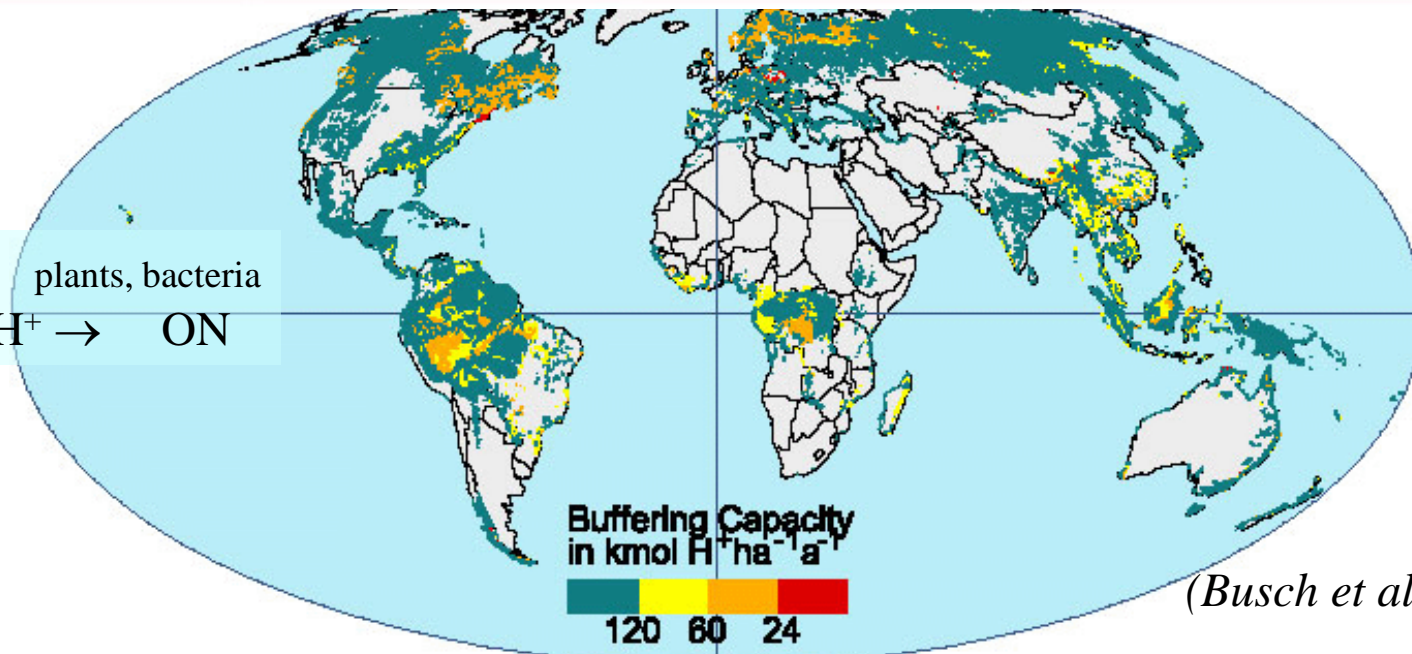 plants, bacteria
H⁺ → ON
Buffering Capacity
in kmol H⁺ha⁻¹a⁻¹
120 60 24
(Busch et al